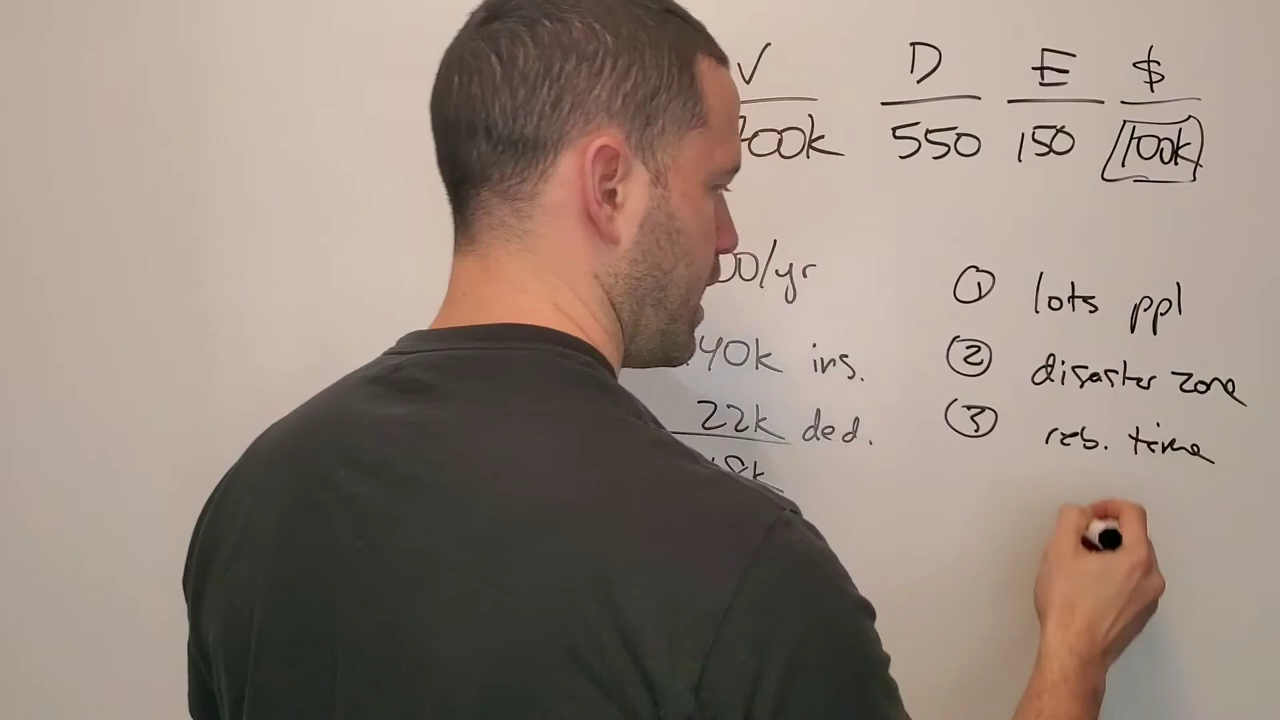 V D E $
700k 550 150 100k
00/yr
40k ins.
22k ded.
18k
① lots ppl
② disaster zone
③ reb. time